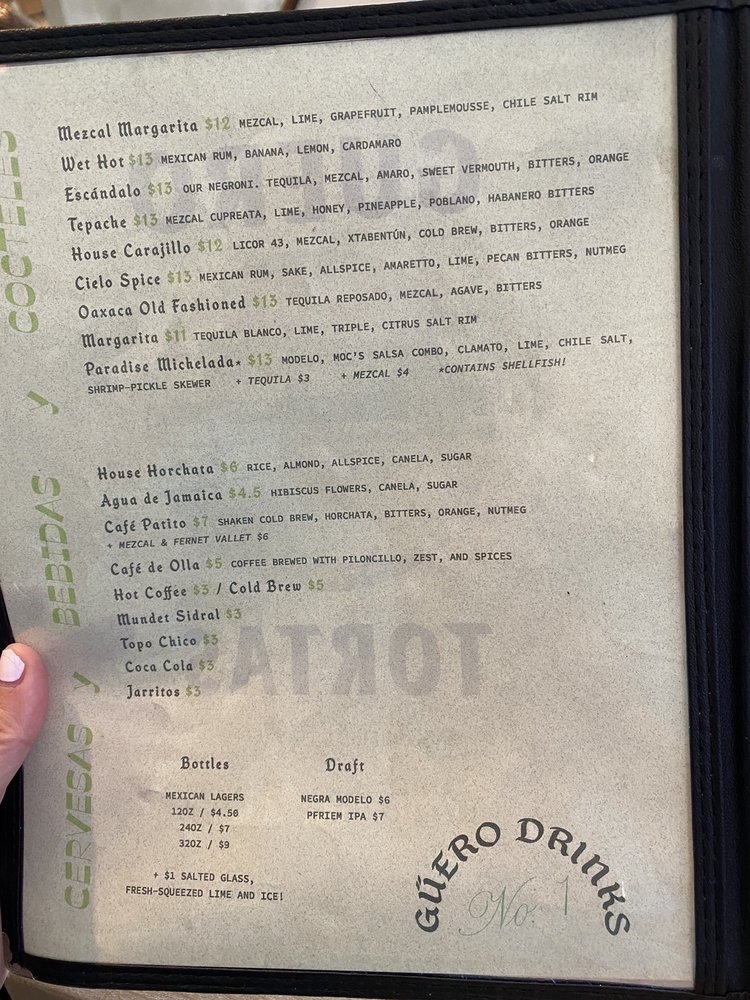 COCTELES y BEBIDAS y CERVESAS
Mezcal Margarita $12 MEZCAL, LIME, GRAPEFRUIT, PAMPLEMOUSSE, CHILE SALT RIM
Wet Hot $13 MEXICAN RUM, BANANA, LEMON, CARDAMARO
Escándalo $13 OUR NEGRONI. TEQUILA, MEZCAL, AMARO, SWEET VERMOUTH, BITTERS, ORANGE
Tepache $13 MEZCAL CUPREATA, LIME, HONEY, PINEAPPLE, POBLANO, HABANERO BITTERS
House Carajillo $12 LICOR 43, MEZCAL, XTABENTÚN, COLD BREW, BITTERS, ORANGE
Cielo Spice $13 MEXICAN RUM, SAKE, ALLSPICE, AMARETTO, LIME, PECAN BITTERS, NUTMEG
Oaxaca Old Fashioned $13 TEQUILA REPOSADO, MEZCAL, AGAVE, BITTERS
Margarita $11 TEQUILA BLANCO, LIME, TRIPLE, CITRUS SALT RIM
Paradise Michelada* $13 MODELO, MOC'S SALSA COMBO, CLAMATO, LIME, CHILE SALT,
SHRIMP-PICKLE SKEWER + TEQUILA $3 + MEZCAL $4 *CONTAINS SHELLFISH!
House Horchata $6 RICE, ALMOND, ALLSPICE, CANELA, SUGAR
Agua de Jamaica $4.5 HIBISCUS FLOWERS, CANELA, SUGAR
Café Patito $7 SHAKEN COLD BREW, HORCHATA, BITTERS, ORANGE, NUTMEG
+ MEZCAL & FERNET VALLET $6
Café de Olla $5 COFFEE BREWED WITH PILONCILLO, ZEST, AND SPICES
Hot Coffee $3 / Cold Brew $5
Mundet Sidral $3
Topo Chico $3
Coca Cola $3
Jarritos $3
Bottles
MEXICAN LAGERS
12OZ / $4.50
24OZ / $7
32OZ / $9
+ $1 SALTED GLASS,
FRESH-SQUEEZED LIME AND ICE!
Draft
NEGRA MODELO $6
PFRIEM IPA $7
GÜERO DRINKS
No. 1
TORTA